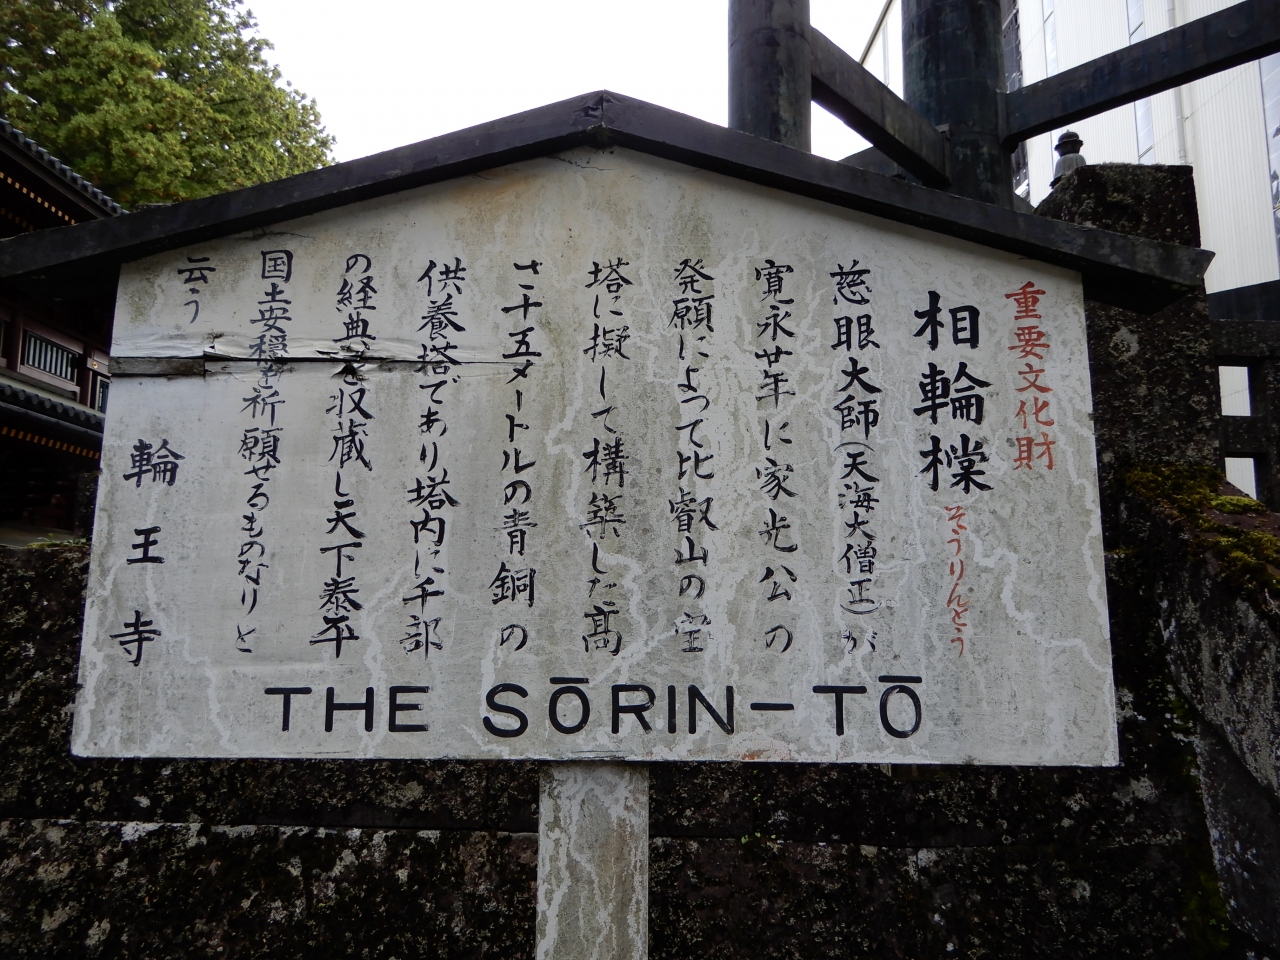 重要文化財
相輪橖
そうりんとう
慈眼大師(天海大僧正)が
寛永廿年に家光公の
発願によつて比叡山の宝
塔に擬して構築した高
さ十五メートルの青銅の
供養塔であり塔内に千部
の経典を収蔵し天下泰平
国土安穏を祈願せるものなりと
云う
輪王寺
THE SŌRIN-TŌ